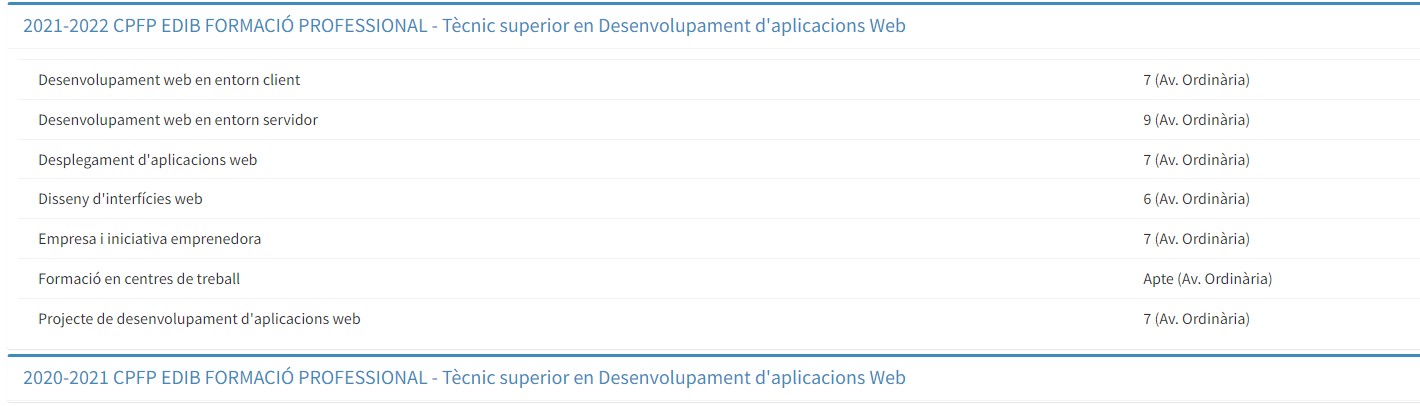 2021-2022 CPFP EDIB FORMACIÓ PROFESSIONAL - Tècnic superior en Desenvolupament d'aplicacions Web
Desenvolupament web en entorn client 7 (Av. Ordinària)
Desenvolupament web en entorn servidor 9 (Av. Ordinària)
Desplegament d'aplicacions web 7 (Av. Ordinària)
Disseny d'interfícies web 6 (Av. Ordinària)
Empresa i iniciativa emprenedora 7 (Av. Ordinària)
Formació en centres de treball Apte (Av. Ordinària)
Projecte de desenvolupament d'aplicacions web 7 (Av. Ordinària)
2020-2021 CPFP EDIB FORMACIÓ PROFESSIONAL - Tècnic superior en Desenvolupament d'aplicacions Web